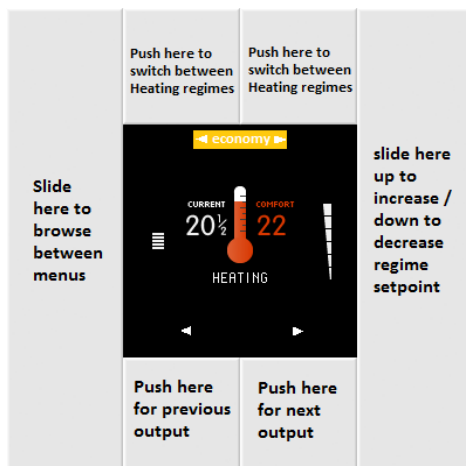 Push here to
switch between
Heating regimes
Push here to
switch between
Heating regimes
Slide
here to
browse
between
menus
economy
CURRENT
20½
COMFORT
22
HEATING
slide here
up to
increase /
down to
decrease
regime
setpoint
Push here
for previous
output
Push here
for next
output